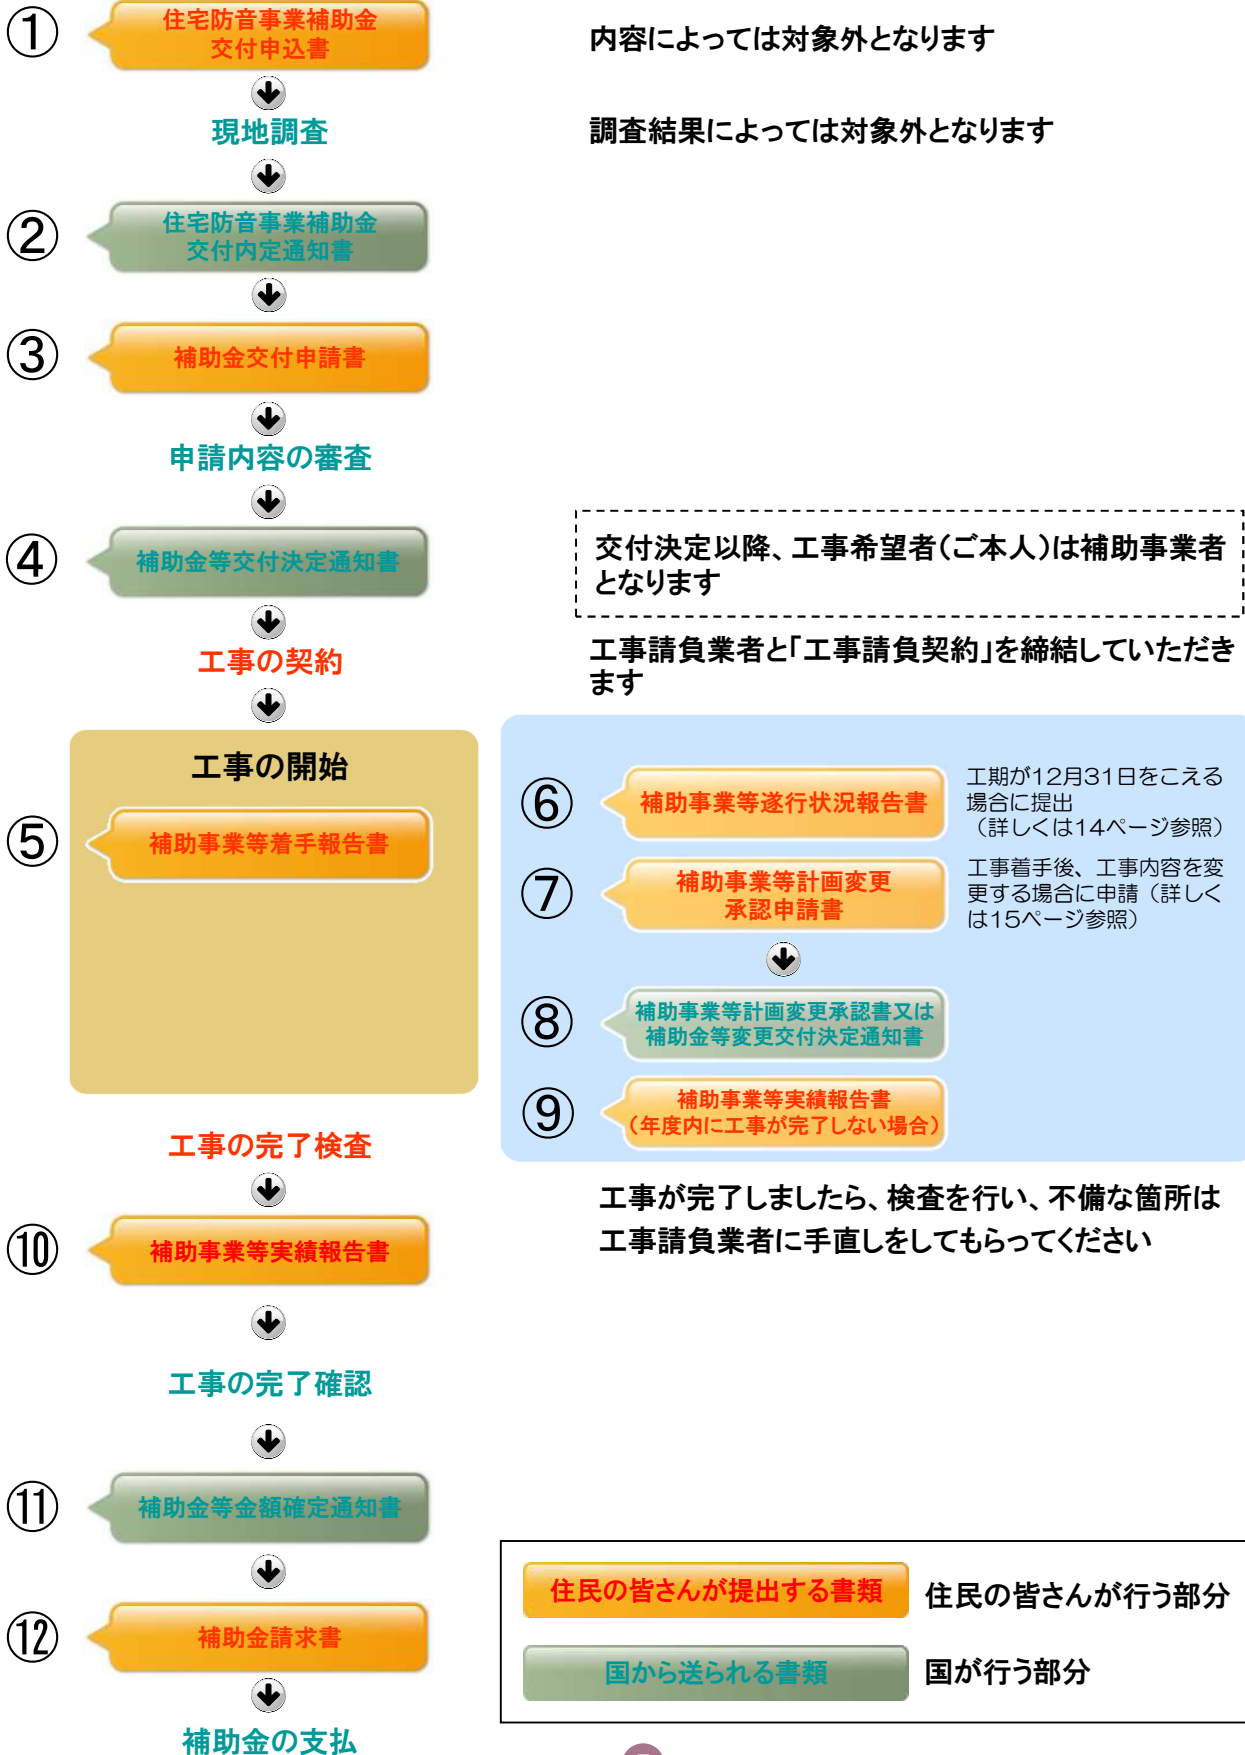 ①
住宅防音事業補助金
交付申込書
内容によっては対象外となります
現地調査
調査結果によっては対象外となります
②
住宅防音事業補助金
交付内定通知書
③
補助金交付申請書
申請内容の審査
④
補助金等交付決定通知書
交付決定以降、工事希望者(ご本人)は補助事業者
となります
工事の契約
工事請負業者と「工事請負契約」を締結していただき
ます
工事の開始
⑤
補助事業等着手報告書
⑥
補助事業等遂行状況報告書
工期が12月31日をこえる
場合に提出
（詳しくは14ページ参照）
⑦
補助事業等計画変更
承認申請書
工事着手後、工事内容を変
更する場合に申請（詳しく
は15ページ参照）
⑧
補助事業等計画変更承認書又は
補助金等変更交付決定通知書
⑨
補助事業等実績報告書
（年度内に工事が完了しない場合）
工事の完了検査
工事が完了しましたら、検査を行い、不備な箇所は
工事請負業者に手直しをしてもらってください
⑩
補助事業等実績報告書
工事の完了確認
⑪
補助金等金額確定通知書
⑫
補助金請求書
補助金の支払
住民の皆さんが提出する書類
住民の皆さんが行う部分
国から送られる書類
国が行う部分